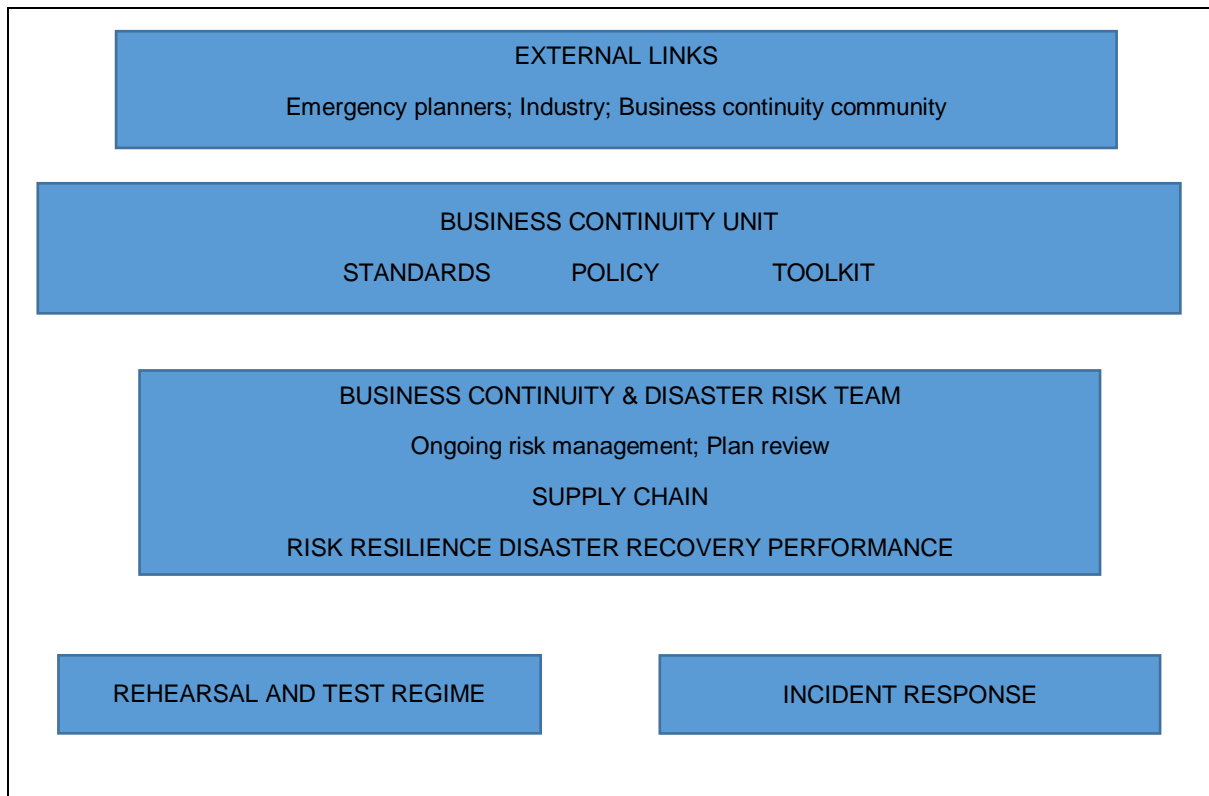 EXTERNAL LINKS
Emergency planners; Industry; Business continuity community
BUSINESS CONTINUITY UNIT
STANDARDS POLICY TOOLKIT
BUSINESS CONTINUITY & DISASTER RISK TEAM
Ongoing risk management; Plan review
SUPPLY CHAIN
RISK RESILIENCE DISASTER RECOVERY PERFORMANCE
REHEARSAL AND TEST REGIME
INCIDENT RESPONSE